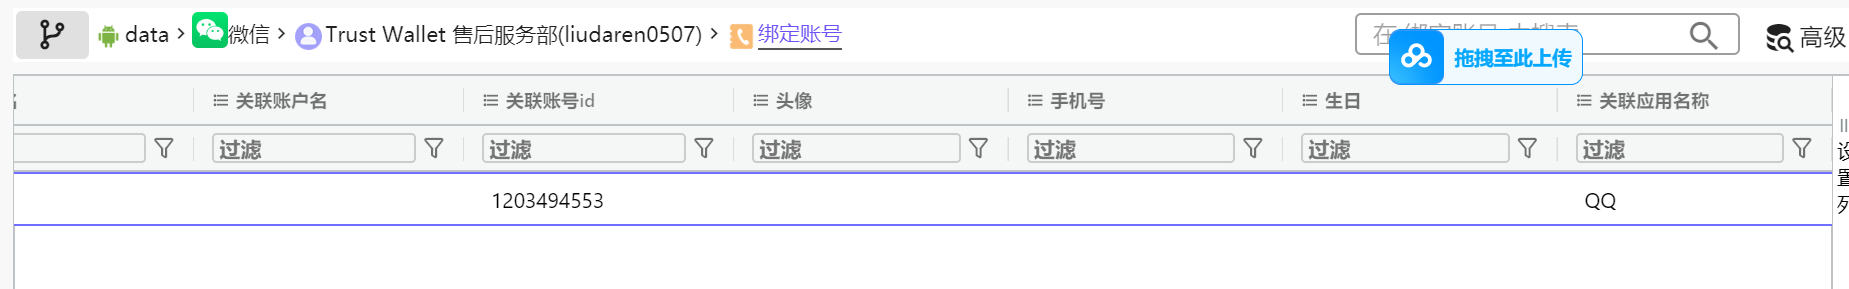 data > 微信 > Trust Wallet 售后服务部(liudaren0507) > 绑定账号
高级
拖拽至此上传
关联账户名 关联账号id 头像 手机号 生日 关联应用名称
过滤 过滤 过滤 过滤 过滤 过滤
设
置
列
1203494553 QQ